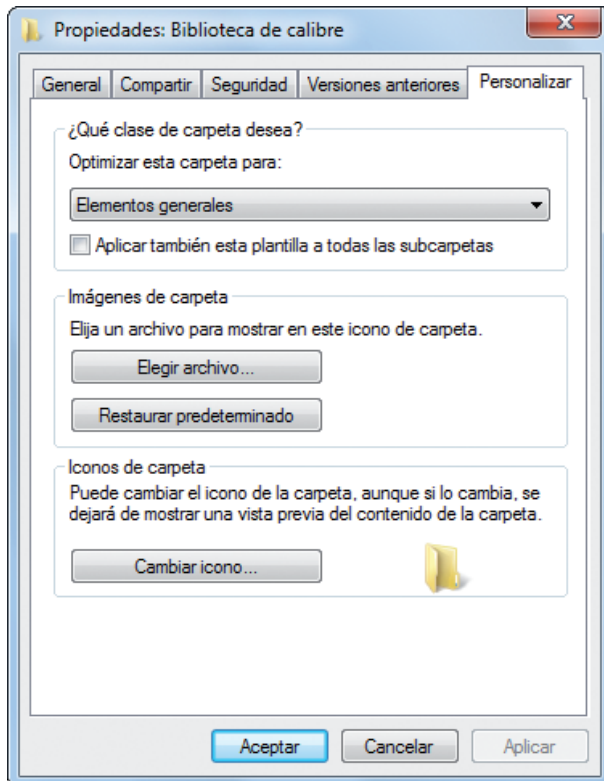 Propiedades: Biblioteca de calibre
General Compartir Seguridad Versiones anteriores Personalizar
¿Qué clase de carpeta desea?
Optimizar esta carpeta para:
Elementos generales
Aplicar también esta plantilla a todas las subcarpetas
Imágenes de carpeta
Elija un archivo para mostrar en este icono de carpeta.
Elegir archivo...
Restaurar predeterminado
Iconos de carpeta
Puede cambiar el icono de la carpeta, aunque si lo cambia, se
dejará de mostrar una vista previa del contenido de la carpeta.
Cambiar icono...
Aceptar Cancelar Aplicar